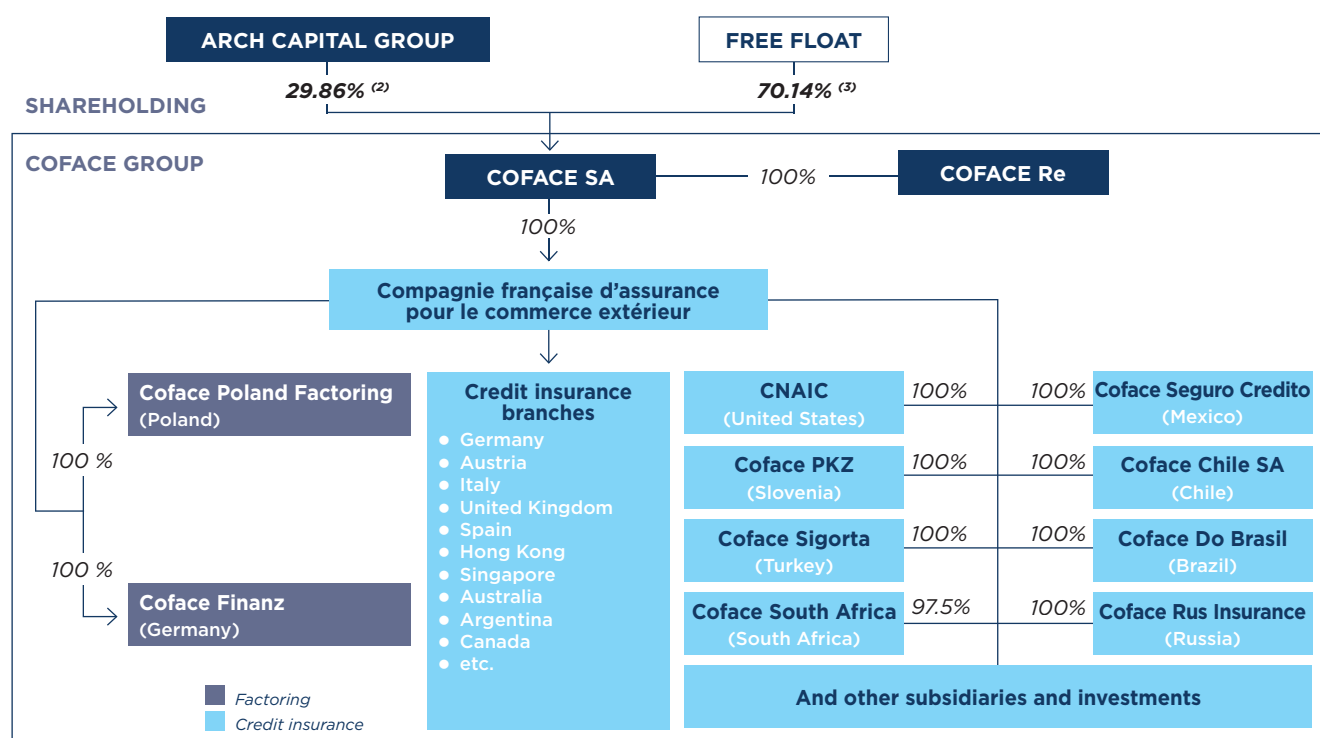 ARCH CAPITAL GROUP
FREE FLOAT
29.86% (2)
70.14% (3)
SHAREHOLDING
COFACE GROUP
COFACE SA
100%
COFACE Re
100%
Compagnie française d’assurance
pour le commerce extérieur
Coface Poland Factoring
(Poland)
100 %
100 %
Coface Finanz
(Germany)
Credit insurance
branches
● Germany
● Austria
● Italy
● United Kingdom
● Spain
● Hong Kong
● Singapore
● Australia
● Argentina
● Canada
● etc.
CNAIC
(United States)
100%
100%
Coface Seguro Credito
(Mexico)
Coface PKZ
(Slovenia)
100%
100%
Coface Chile SA
(Chile)
Coface Sigorta
(Turkey)
100%
100%
Coface Do Brasil
(Brazil)
Coface South Africa
(South Africa)
97.5%
100%
Coface Rus Insurance
(Russia)
And other subsidiaries and investments
Factoring
Credit insurance